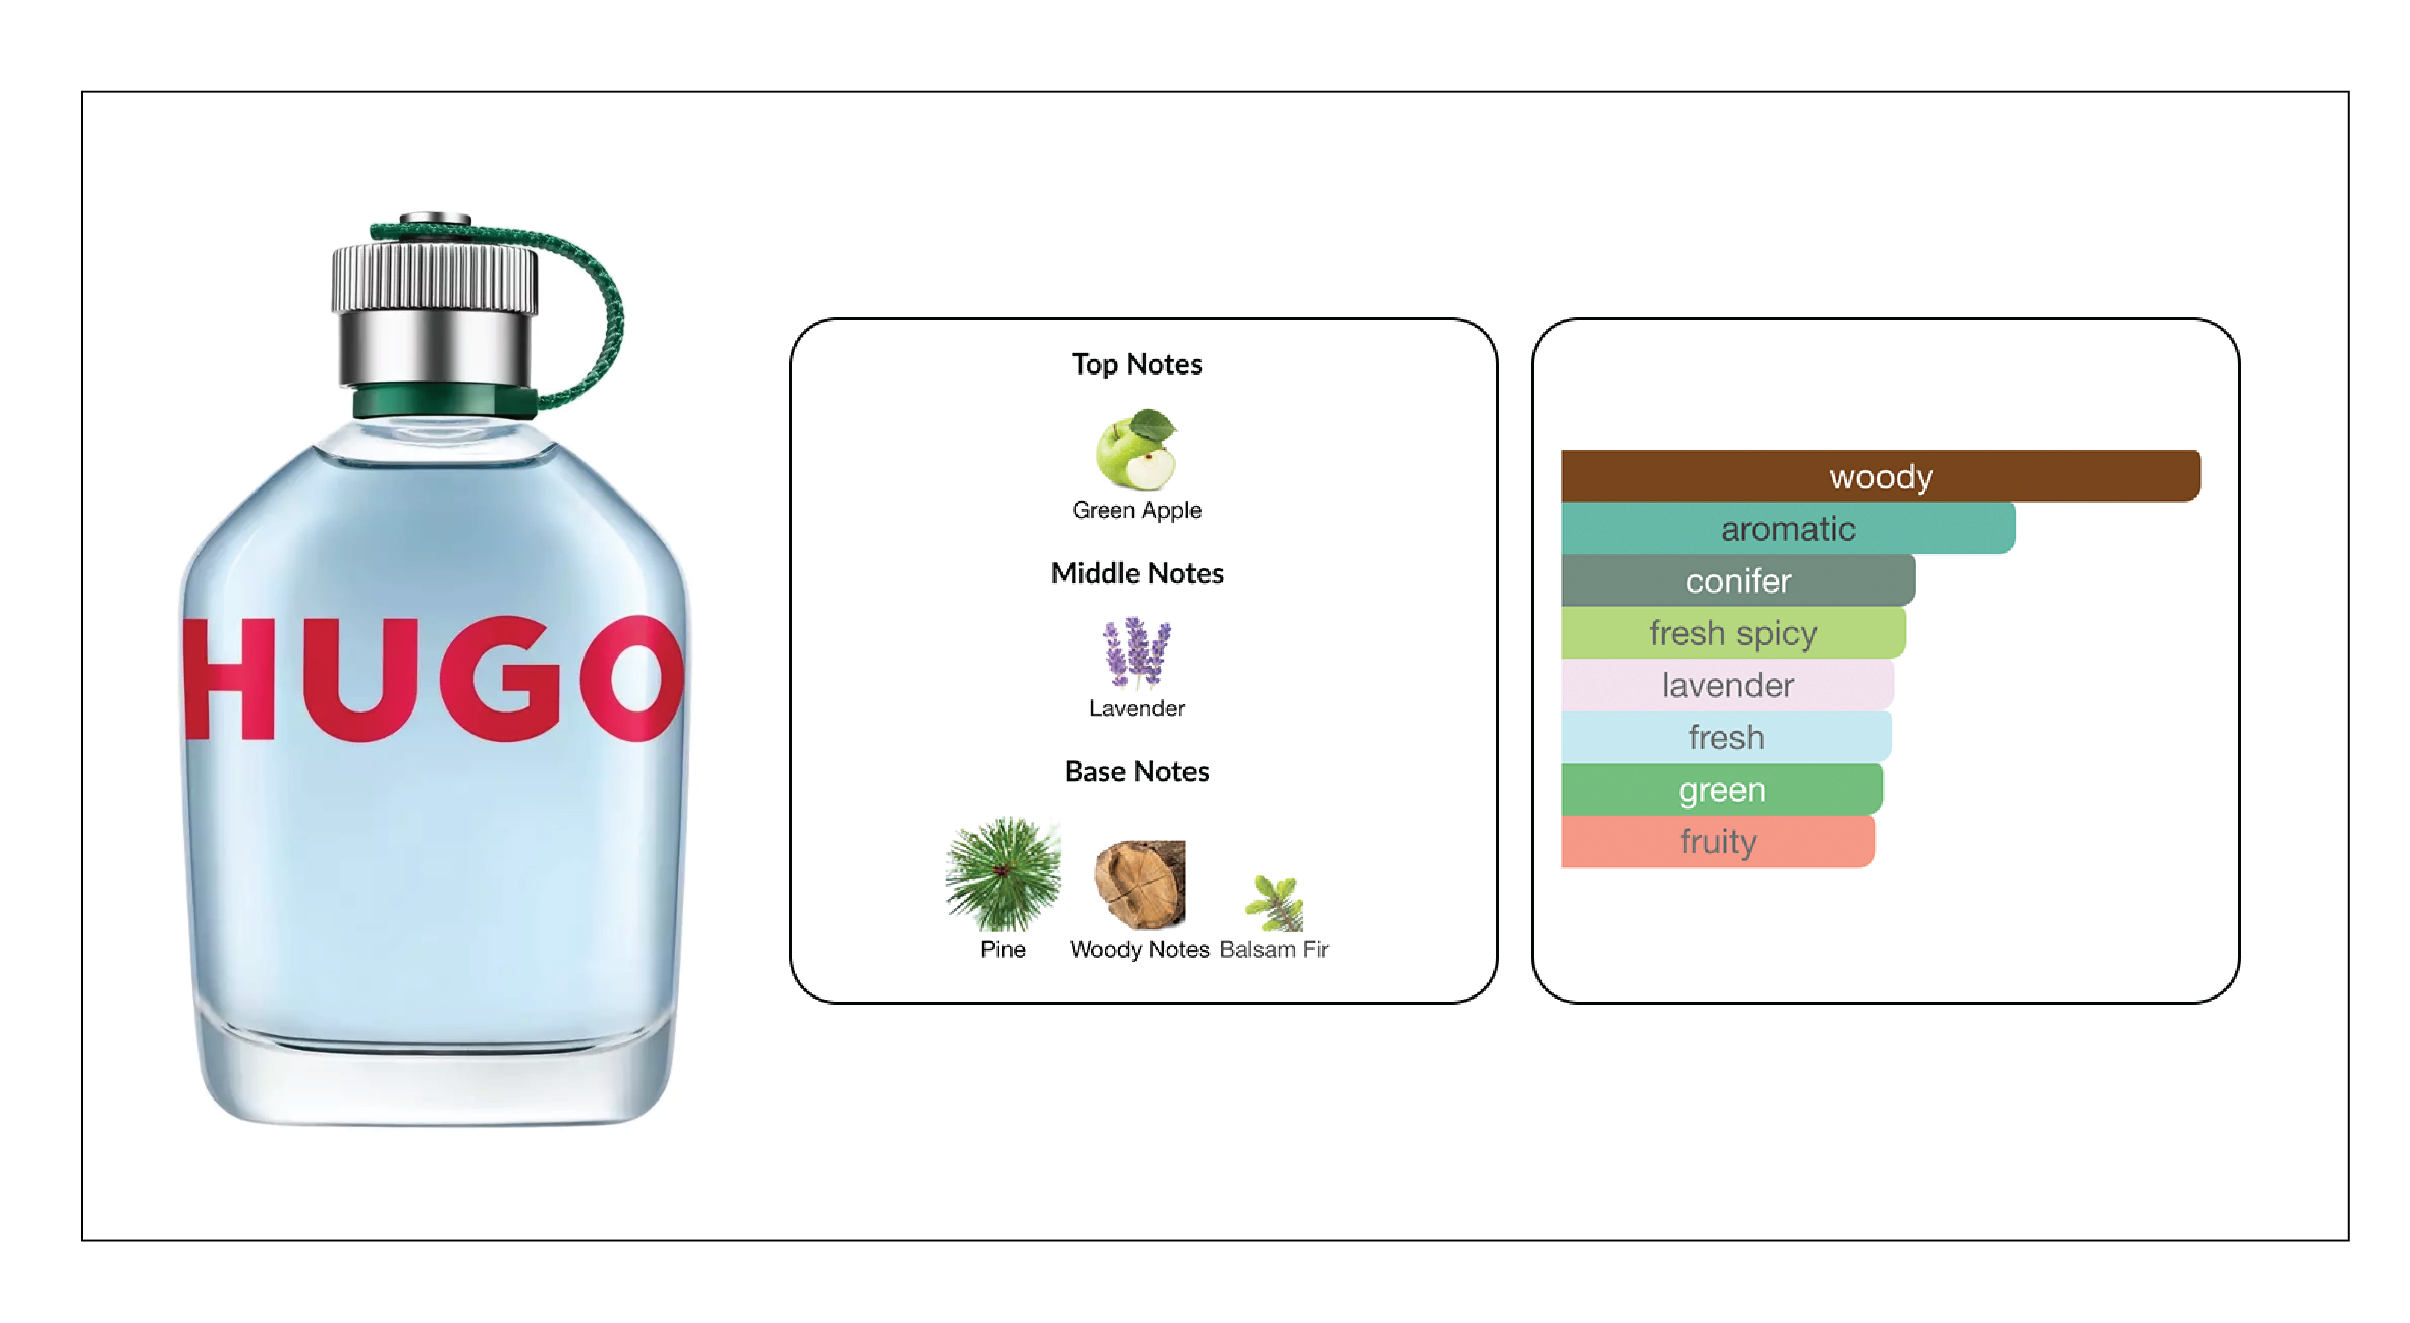 HUGO
Top Notes
Green Apple
Middle Notes
Lavender
Base Notes
Pine
Woody Notes
Balsam Fir
woody
aromatic
conifer
fresh spicy
lavender
fresh
green
fruity